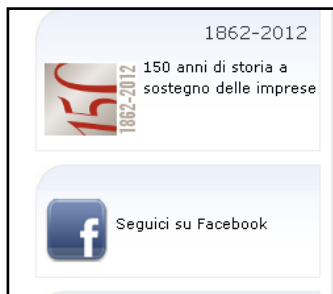 1862-2012
150
1862-2012
150 anni di storia a
sostegno delle imprese
f
Seguici su Facebook